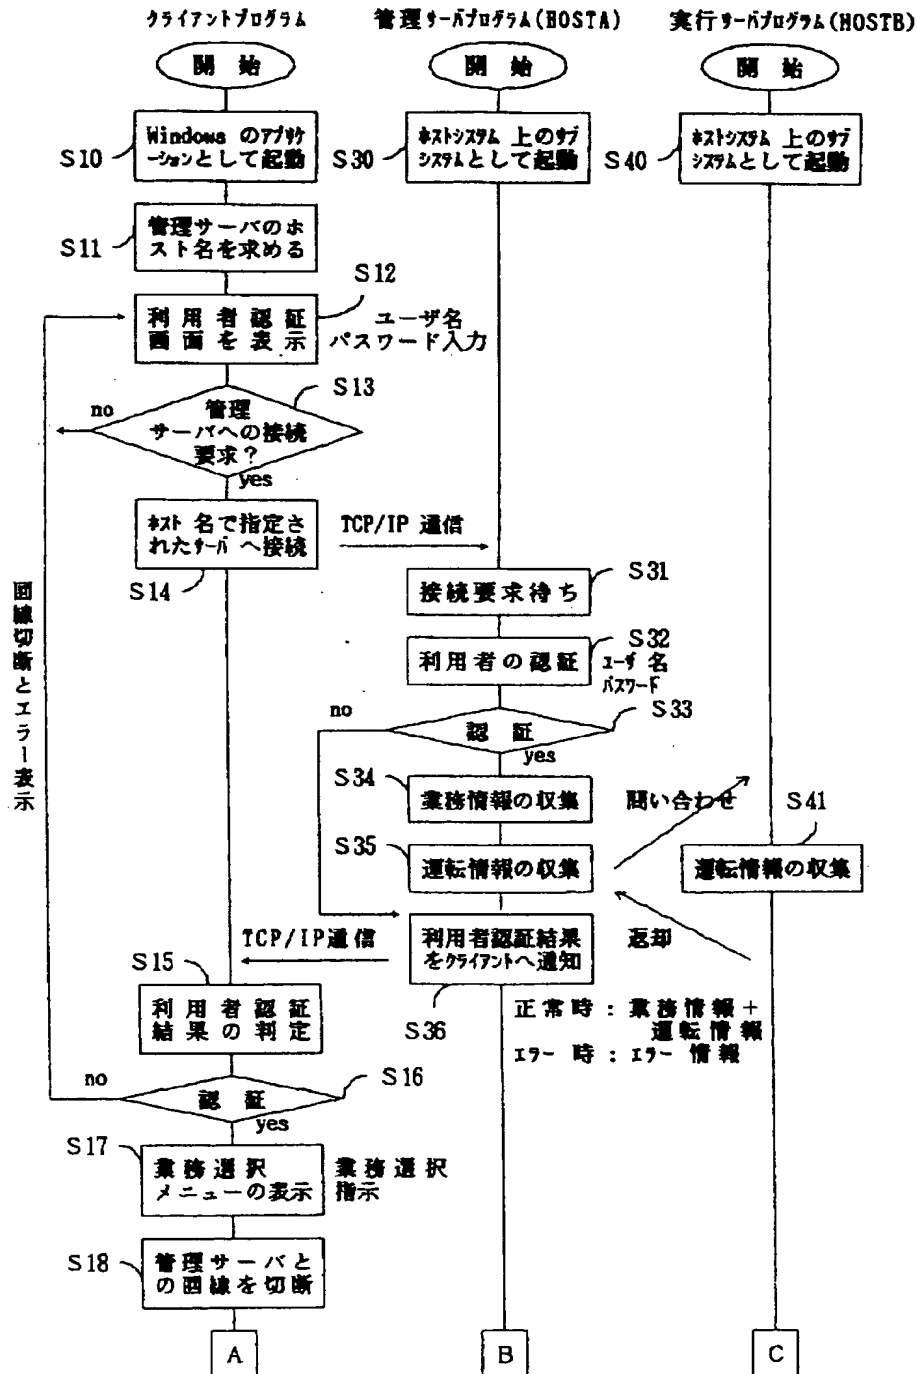 クライアントプログラム
管理サーバプログラム(HOSTA)
実行サーバプログラム(HOSTB)
開 始
開 始
開 始
S10
Windows のアプリケ
ーションとして起動
S30
ホストシステム 上のサブ
システムとして起動
S40
ホストシステム 上のサブ
システムとして起動
S11
管理サーバのホ
スト名を求める
S12
利用者認証
画面を表示
ユーザ名
パスワード入力
S13
no
管理
サーバへの接続
要求?
yes
ホスト 名で指定さ
れたサーバ へ接続
S14
TCP/IP 通信
回線切断とエラー表示
S31
接続要求待ち
S32
利用者の認証
ユーザ 名
パスワード
S33
no
認 証
yes
S34
業務情報の収集
問い合わせ
S41
S35
運転情報の収集
運転情報の収集
TCP/IP通信
利用者認証結果
をクライアントへ通知
返却
S36
S15
利用者認証
結果の判定
正常時:業務情報+
運転情報
エラー 時:エラー 情報
S16
no
認 証
yes
S17
業務選択
メニューの表示
業務選択
指示
S18
管理サーバと
の回線を切断
A
B
C